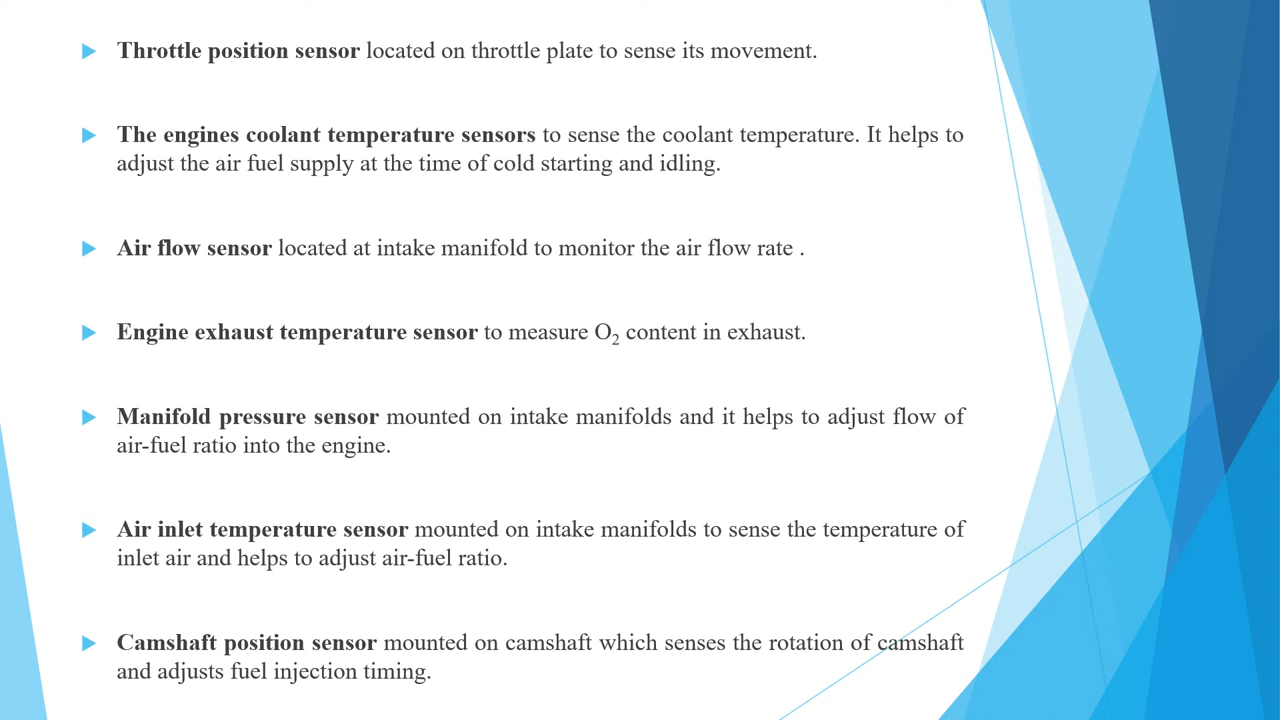 Throttle position sensor located on throttle plate to sense its movement.
The engines coolant temperature sensors to sense the coolant temperature. It helps to
adjust the air fuel supply at the time of cold starting and idling.
Air flow sensor located at intake manifold to monitor the air flow rate .
Engine exhaust temperature sensor to measure O₂ content in exhaust.
Manifold pressure sensor mounted on intake manifolds and it helps to adjust flow of
air-fuel ratio into the engine.
Air inlet temperature sensor mounted on intake manifolds to sense the temperature of
inlet air and helps to adjust air-fuel ratio.
Camshaft position sensor mounted on camshaft which senses the rotation of camshaft
and adjusts fuel injection timing.